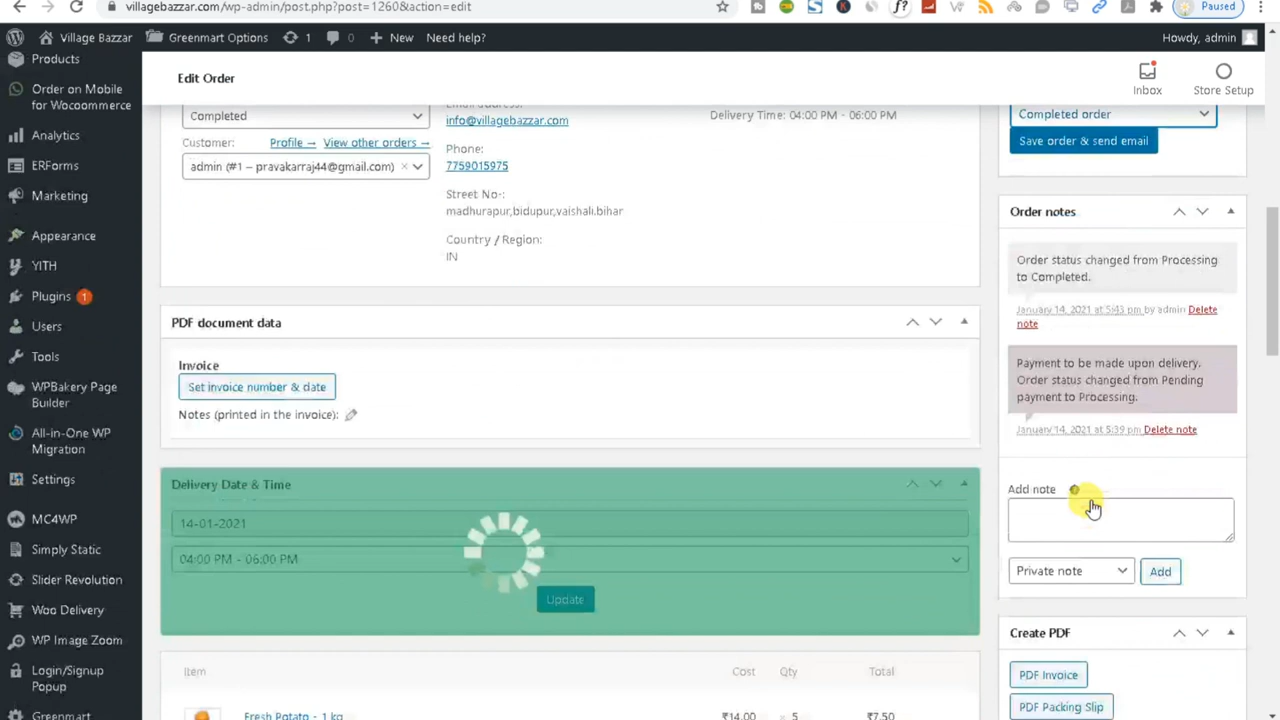 villagebazzar.com/wp-admin/post.php?post=1260&action=edit
Paused
Village Bazzar
Greenmart Options
1
0
New
Need help?
Howdy, admin
Products
Order on Mobile
for Wocoommerce
Analytics
ERForms
Marketing
Appearance
YITH
Plugins 1
Users
Tools
WPBakery Page
Builder
All-in-One WP
Migration
Settings
MC4WP
Simply Static
Slider Revolution
Woo Delivery
WP Image Zoom
Login/Signup
Popup
Greenmart
Edit Order
Inbox
Store Setup
Completed
Customer:
Profile →
View other orders →
admin (#1 – pravakarraj44@gmail.com) ×
Email address:
info@villagebazzar.com
Phone:
7759015975
Street No-:
madhurapur,bidupur,vaishali.bihar
Country / Region:
IN
Delivery Time: 04:00 PM - 06:00 PM
Completed order
Save order & send email
PDF document data
Invoice
Set invoice number & date
Notes (printed in the invoice):
Delivery Date & Time
14-01-2021
04:00 PM - 06:00 PM
Update
Item
Cost
Qty
Total
Fresh Potato - 1 kg
₹14.00
× 5
₹7.50
Order notes
Order status changed from Processing
to Completed.
January 14, 2021 at 5:43 pm by admin Delete
note
Payment to be made upon delivery.
Order status changed from Pending
payment to Processing.
January 14, 2021 at 5:39 pm Delete note
Add note
Private note
Add
Create PDF
PDF Invoice
PDF Packing Slip